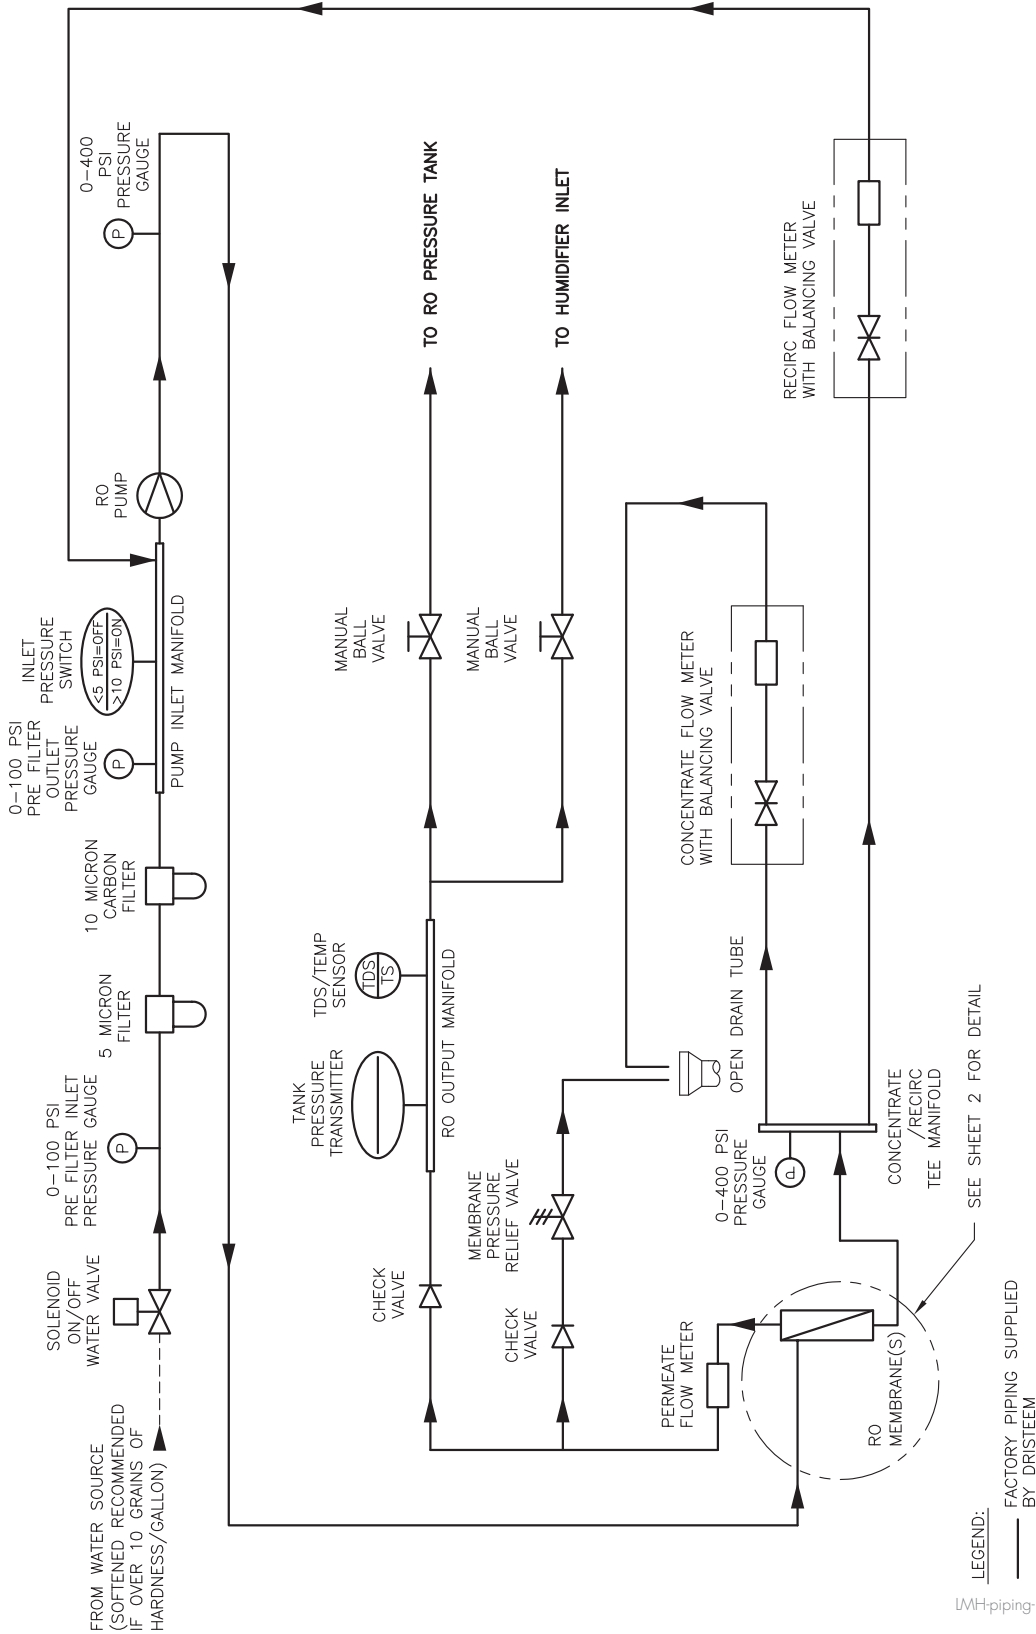 FROM WATER SOURCE
(SOFTENED RECOMMENDED
IF OVER 10 GRAINS OF
HARDNESS/GALLON)
SOLENOID
ON/OFF
WATER VALVE
0-100 PSI
PRE FILTER INLET
PRESSURE GAUGE
P
5 MICRON
FILTER
10 MICRON
CARBON
FILTER
0-100 PSI
PRE FILTER
OUTLET
PRESSURE
GAUGE
P
INLET
PRESSURE
SWITCH
<5 PSI=OFF
>10 PSI=ON
PUMP INLET MANIFOLD
RO
PUMP
0-400
PSI
PRESSURE
GAUGE
P
TANK
PRESSURE
TRANSMITTER
TDS/TEMP
SENSOR
TDS
TS
RO OUTPUT MANIFOLD
CHECK
VALVE
MANUAL
BALL
VALVE
TO RO PRESSURE TANK
MEMBRANE
PRESSURE
RELIEF VALVE
CHECK
VALVE
MANUAL
BALL
VALVE
TO HUMIDIFIER INLET
PERMEATE
FLOW METER
OPEN DRAIN TUBE
CONCENTRATE FLOW METER
WITH BALANCING VALVE
0-400 PSI
PRESSURE
GAUGE
P
RECIRC FLOW METER
WITH BALANCING VALVE
RO
MEMBRANE(S)
CONCENTRATE
/RECIRC
TEE MANIFOLD
SEE SHEET 2 FOR DETAIL
LEGEND:
FACTORY PIPING SUPPLIED
BY DRISTEEM
LMH-piping-